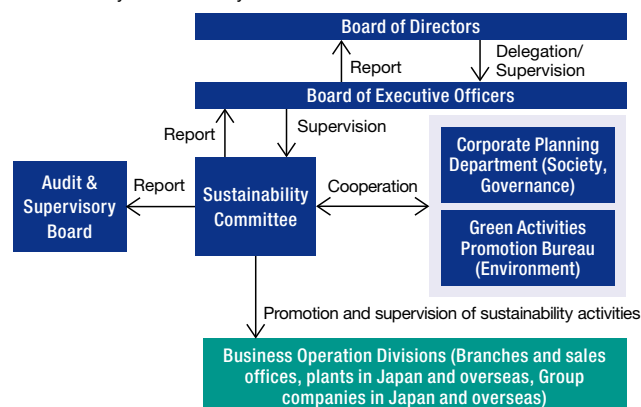 Board of Directors
Report
Delegation/
Supervision
Board of Executive Officers
Report
Supervision
Audit &
Supervisory
Board
Report
Sustainability
Committee
Cooperation
Corporate Planning
Department (Society,
Governance)
Green Activities
Promotion Bureau
(Environment)
Promotion and supervision of sustainability activities
Business Operation Divisions (Branches and sales
offices, plants in Japan and overseas, Group
companies in Japan and overseas)